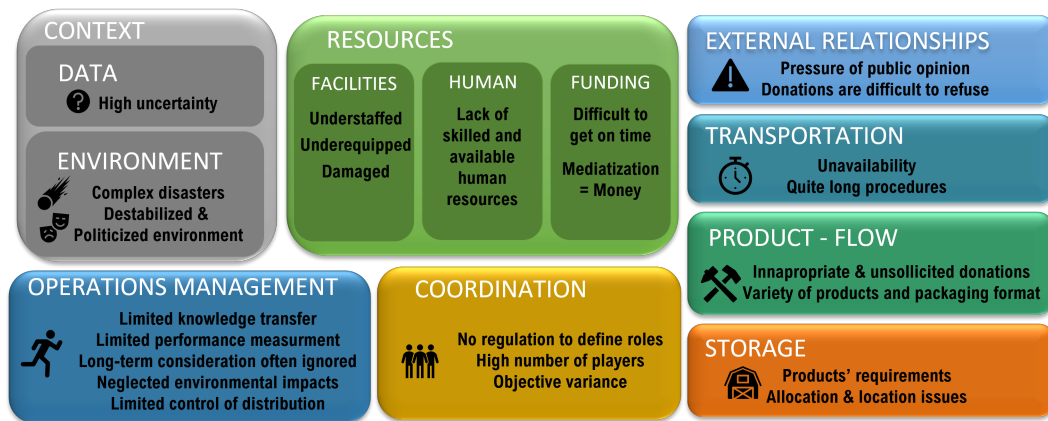 CONTEXT
DATA
High uncertainty
ENVIRONMENT
Complex disasters
Destabilized &
Politicized environment
RESOURCES
FACILITIES
Understaffed
Underequipped
Damaged
HUMAN
Lack of
skilled and
available
human
resources
FUNDING
Difficult to
get on time
Mediatization
= Money
EXTERNAL RELATIONSHIPS
Pressure of public opinion
Donations are difficult to refuse
TRANSPORTATION
Unavailability
Quite long procedures
PRODUCT - FLOW
Innapropriate & unsollicited donations
Variety of products and packaging format
OPERATIONS MANAGEMENT
Limited knowledge transfer
Limited performance measurment
Long-term consideration often ignored
Neglected environmental impacts
Limited control of distribution
COORDINATION
No regulation to define roles
High number of players
Objective variance
STORAGE
Products' requirements
Allocation & location issues